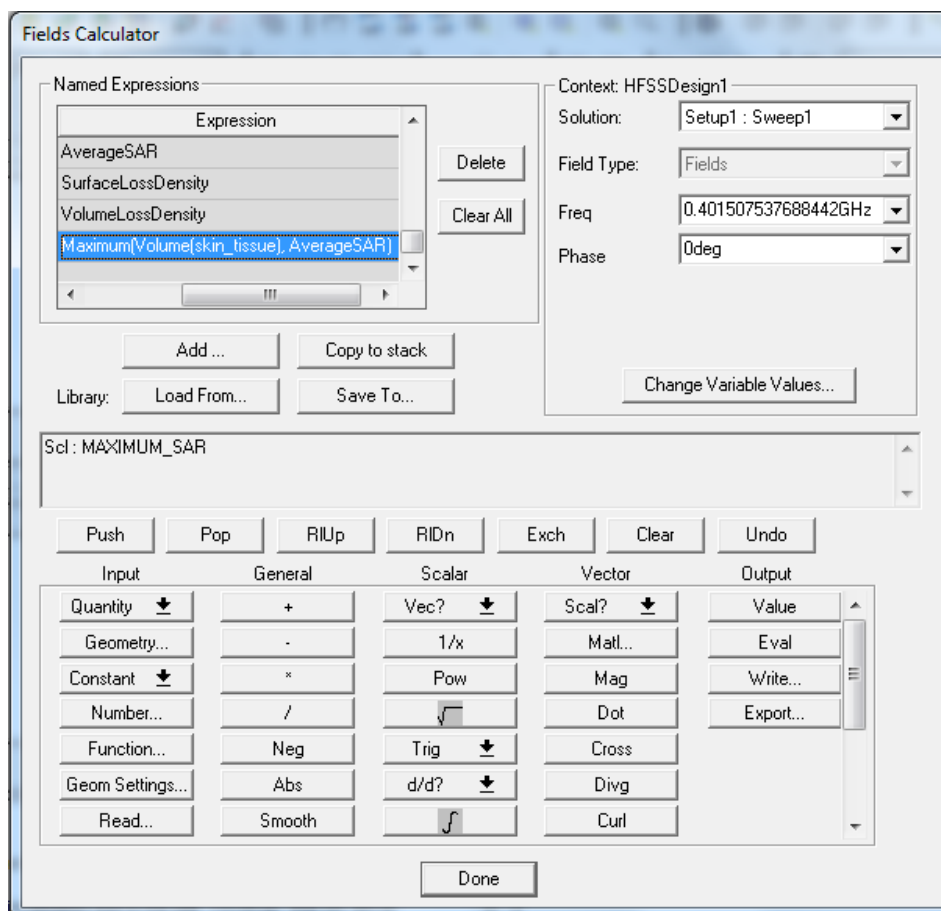 Fields Calculator
Named Expressions
Expression
AverageSAR
SurfaceLossDensity
VolumeLossDensity
Maximum(Volume(skin_tissue), AverageSAR)
Delete
Clear All
Context: HFSSDesign1
Solution: Setup1 : Sweep1
Field Type: Fields
Freq 0.401507537688442GHz
Phase 0deg
Change Variable Values...
Add ... Copy to stack
Library: Load From... Save To...
Scl : MAXIMUM_SAR
Push Pop RlUp RlDn Exch Clear Undo
Input General Scalar Vector Output
Quantity + Vec? Scal? Value
Geometry... - 1/x Matl... Eval
Constant * Pow Mag Write...
Number... / √ Dot Export...
Function... Neg Trig Cross
Geom Settings... Abs d/d? Divg
Read... Smooth ∫ Curl
Done